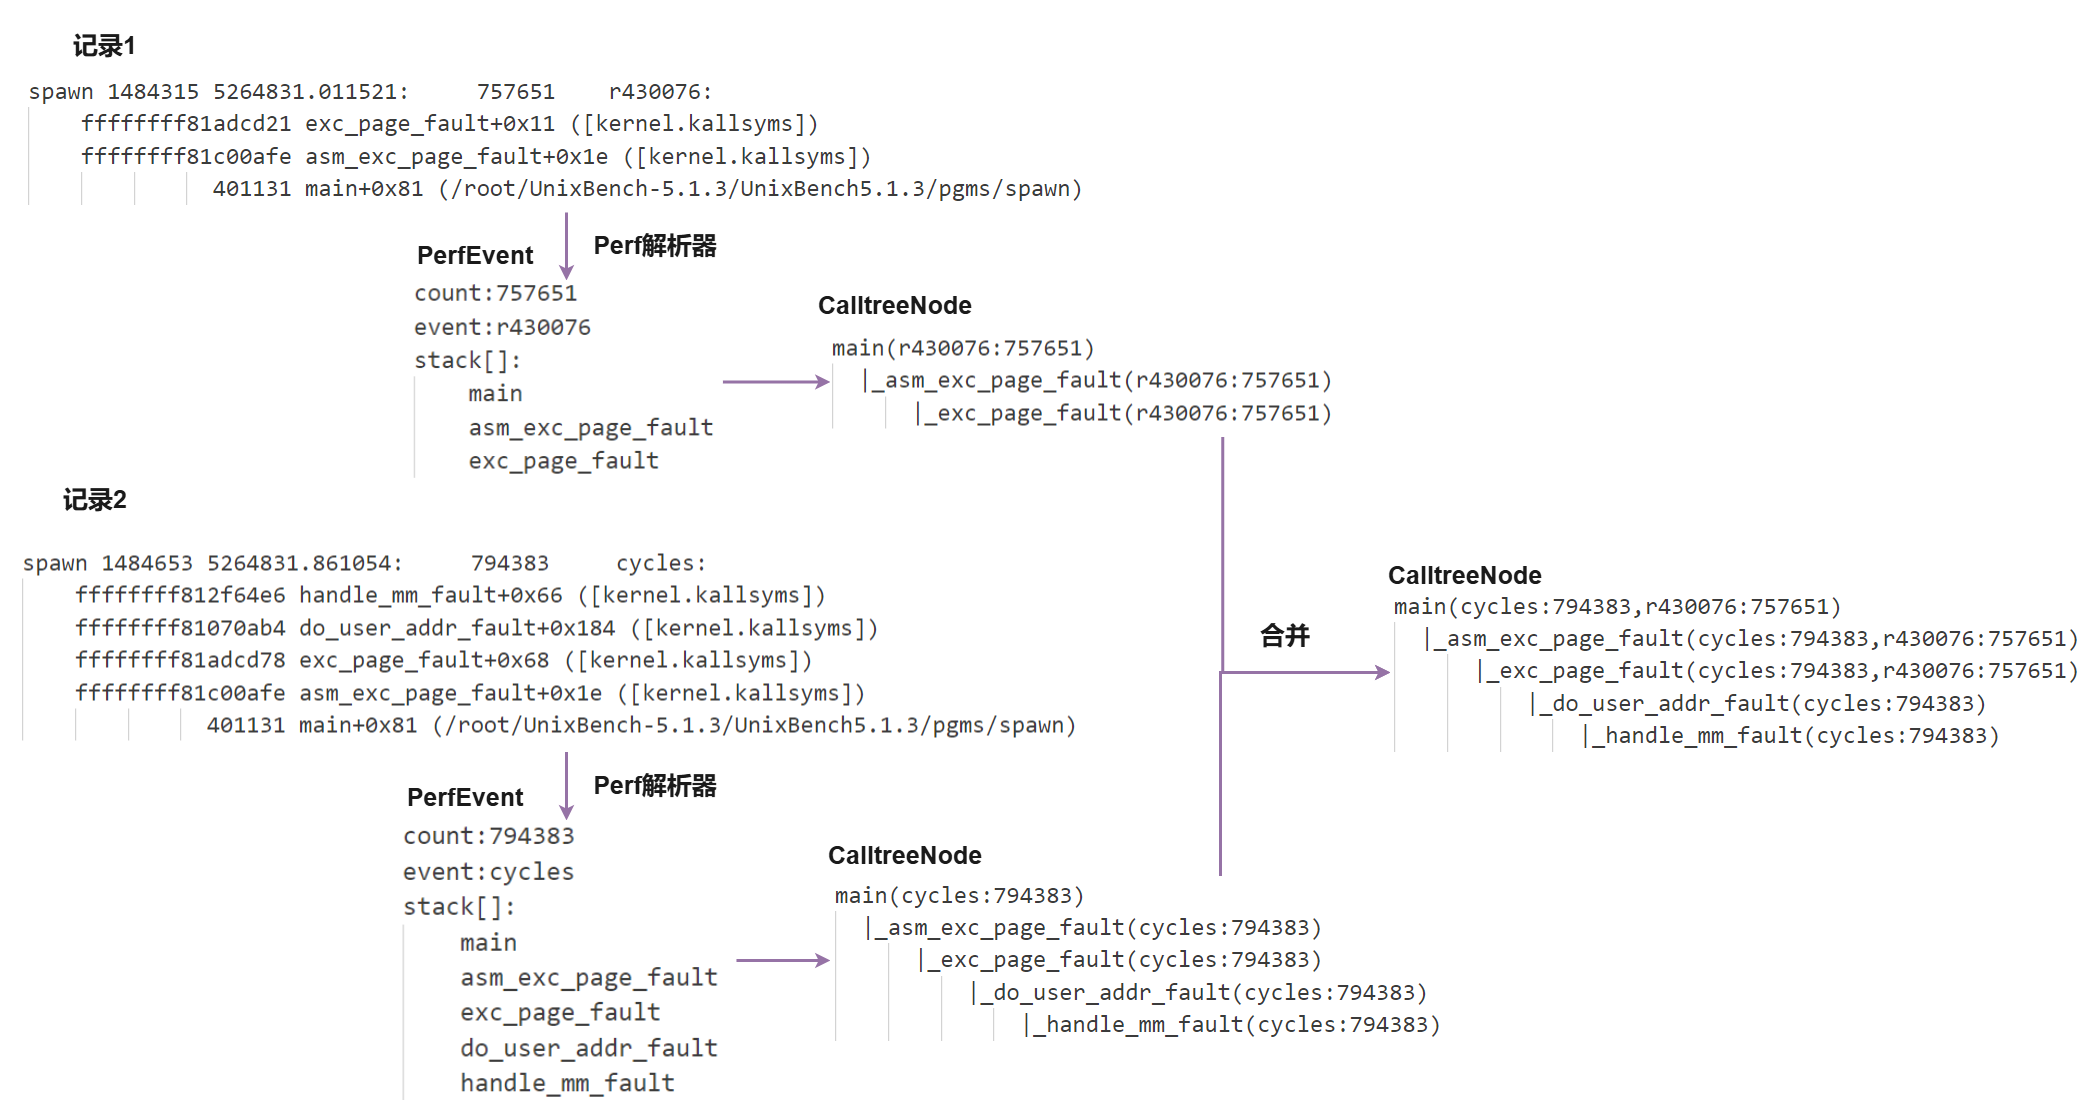 记录1
spawn 1484315 5264831.011521:     757651    r430076:
ffffffff81adcd21 exc_page_fault+0x11 ([kernel.kallsyms])
ffffffff81c00afe asm_exc_page_fault+0x1e ([kernel.kallsyms])
401131 main+0x81 (/root/UnixBench-5.1.3/UnixBench5.1.3/pgms/spawn)
Perf解析器
PerfEvent
count:757651
event:r430076
stack[]:
main
asm_exc_page_fault
exc_page_fault
CalltreeNode
main(r430076:757651)
|_asm_exc_page_fault(r430076:757651)
|_exc_page_fault(r430076:757651)
记录2
spawn 1484653 5264831.861054:     794383     cycles:
ffffffff812f64e6 handle_mm_fault+0x66 ([kernel.kallsyms])
ffffffff81070ab4 do_user_addr_fault+0x184 ([kernel.kallsyms])
ffffffff81adcd78 exc_page_fault+0x68 ([kernel.kallsyms])
ffffffff81c00afe asm_exc_page_fault+0x1e ([kernel.kallsyms])
401131 main+0x81 (/root/UnixBench-5.1.3/UnixBench5.1.3/pgms/spawn)
Perf解析器
PerfEvent
count:794383
event:cycles
stack[]:
main
asm_exc_page_fault
exc_page_fault
do_user_addr_fault
handle_mm_fault
CalltreeNode
main(cycles:794383)
|_asm_exc_page_fault(cycles:794383)
|_exc_page_fault(cycles:794383)
|_do_user_addr_fault(cycles:794383)
|_handle_mm_fault(cycles:794383)
合并
CalltreeNode
main(cycles:794383,r430076:757651)
|_asm_exc_page_fault(cycles:794383,r430076:757651)
|_exc_page_fault(cycles:794383,r430076:757651)
|_do_user_addr_fault(cycles:794383)
|_handle_mm_fault(cycles:794383)